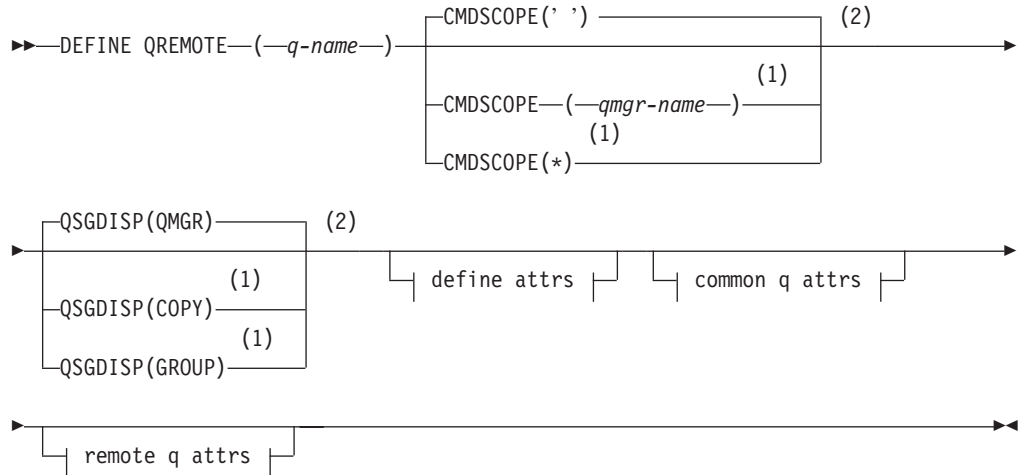 CMDSCOPE(' ') (2)
DEFINE QREMOTE ( q-name )
(1)
CMDSCOPE ( qmgr-name )
(1)
CMDSCOPE(*)
QSGDISP(QMGR) (2)
define attrs common q attrs
(1)
QSGDISP(COPY)
(1)
QSGDISP(GROUP)
remote q attrs